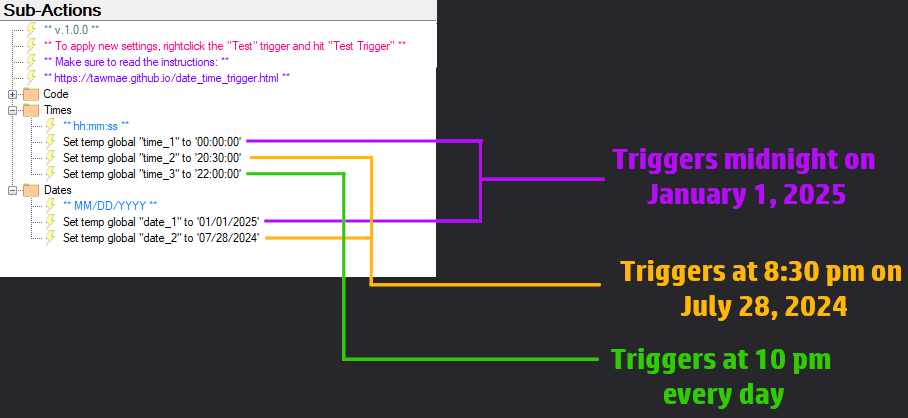 Sub-Actions
** v.1.0.0 **
** To apply new settings, rightclick the "Test" trigger and hit "Test Trigger" **
** Make sure to read the instructions: **
** https://tawmae.github.io/date_time_trigger.html **
Code
Times
** hh:mm:ss **
Set temp global "time_1" to '00:00:00'
Set temp global "time_2" to '20:30:00'
Set temp global "time_3" to '22:00:00'
Dates
** MM/DD/YYYY **
Set temp global "date_1" to '01/01/2025'
Set temp global "date_2" to '07/28/2024'
Triggers midnight on
January 1, 2025
Triggers at 8:30 pm on
July 28, 2024
Triggers at 10 pm
every day